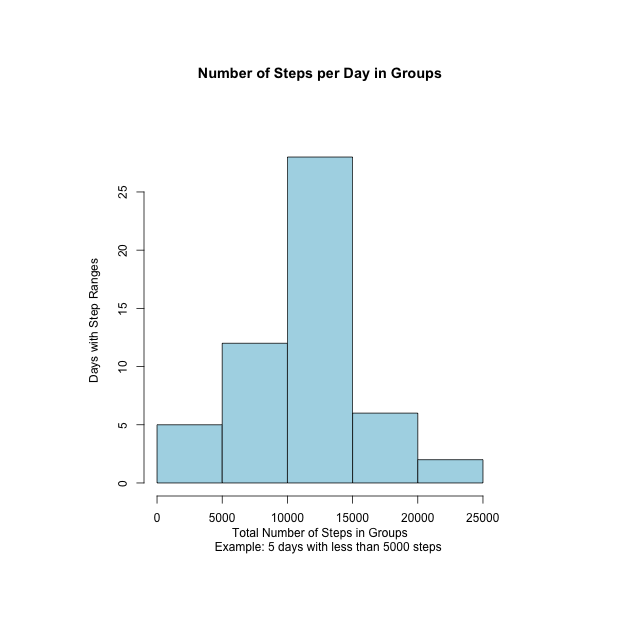 Number of Steps per Day in Groups
25
20
15
10
5
0
Days with Step Ranges
0 5000 10000 15000 20000 25000
Total Number of Steps in Groups
Example: 5 days with less than 5000 steps